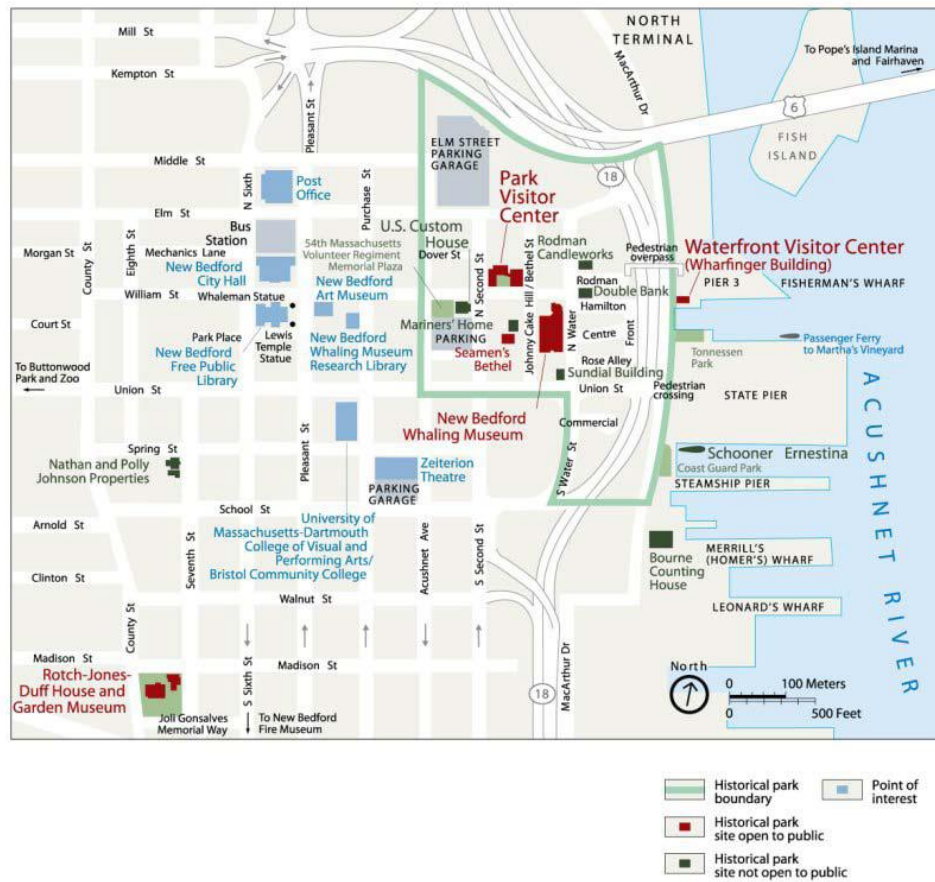 NORTH
TERMINAL
MacArthur Dr
To Pope's Island Marina
and Fairhaven
6
Mill St
Kempton St
Pleasant St
FISH
ISLAND
ELM STREET
PARKING
GARAGE
Middle St
18
N Sixth St
Post
Office
Purchase St
Park
Visitor
Center
Elm St
Bus
Station
U.S. Custom
House
Dover St
54th Massachusetts
Volunteer Regiment
Memorial Plaza
Rodman
Candleworks
Pedestrian
overpass
Waterfront Visitor Center
(Wharfinger Building)
Morgan St
County St
Eighth St
Mechanics Lane
New Bedford
City Hall
New Bedford
Art Museum
N Second St
Johnny Cake Hill / Bethel St
Rodman
Double Bank
PIER 3
FISHERMAN'S WHARF
William St
Whaleman Statue
Hamilton
Mariners' Home
N Water
Front
Court St
Park Place
Lewis
Temple
Statue
PARKING
Seamen's
Bethel
Centre
Passenger Ferry
to Martha's Vineyard
New Bedford
Free Public
Library
New Bedford
Whaling Museum
Research Library
Rose Alley
Sundial Building
Tonnessen
Park
To Buttonwood
Park and Zoo
Union St
Union St
Pedestrian
crossing
STATE PIER
ACUSHNET RIVER
New Bedford
Whaling Museum
Commercial
Spring St
Pleasant St
Nathan and Polly
Johnson Properties
Zeiterion
Theatre
S Water St
Schooner Ernestina
Coast Guard Park
PARKING
GARAGE
STEAMSHIP PIER
School St
Arnold St
Seventh St
University of
Massachusetts-Dartmouth
College of Visual and
Performing Arts/
Bristol Community College
Acushnet Ave
S Second St
Bourne
Counting
House
MERRILL'S
(HOMER'S) WHARF
Clinton St
Walnut St
LEONARD'S WHARF
County St
Madison St
Madison St
Rotch-Jones-
Duff House and
Garden Museum
S Sixth St
18
MacArthur Dr
North
0 100 Meters
0 500 Feet
Joli Gonsalves
Memorial Way
To New Bedford
Fire Museum
Historical park
boundary
Point of
interest
Historical park
site open to public
Historical park
site not open to public